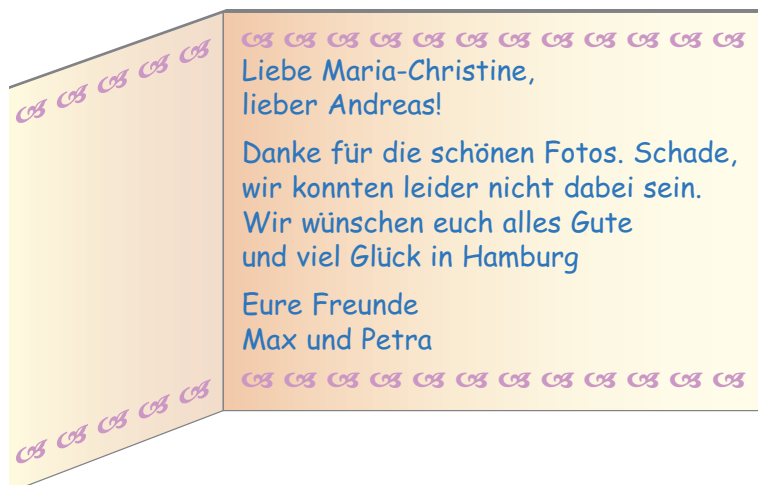 Liebe Maria-Christine,
lieber Andreas!
Danke für die schönen Fotos. Schade,
wir konnten leider nicht dabei sein.
Wir wünschen euch alles Gute
und viel Glück in Hamburg
Eure Freunde
Max und Petra